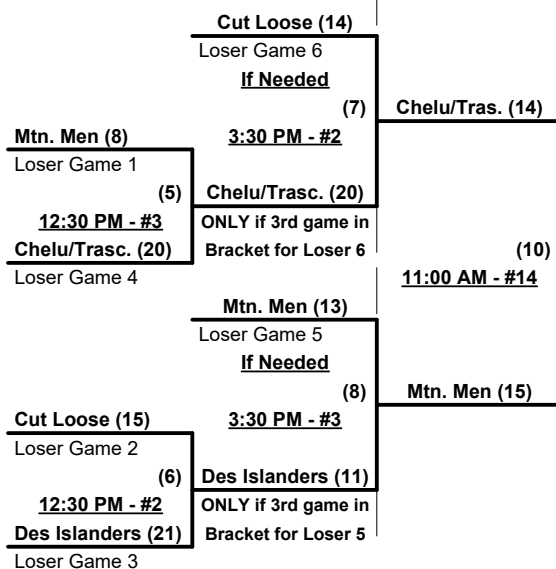 Cut Loose (14)
Loser Game 6
If Needed
(7)
Chelu/Tras. (14)
3:30 PM - #2
Mtn. Men (8)
Loser Game 1
(5)
Chelu/Trasc. (20)
12:30 PM - #3
ONLY if 3rd game in
Chelu/Trasc. (20)
Bracket for Loser 6
(10)
Loser Game 4
11:00 AM - #14
Mtn. Men (13)
Loser Game 5
If Needed
(8)
Mtn. Men (15)
3:30 PM - #3
Cut Loose (15)
Loser Game 2
(6)
Des Islanders (11)
12:30 PM - #2
ONLY if 3rd game in
Des Islanders (21)
Bracket for Loser 5
Loser Game 3